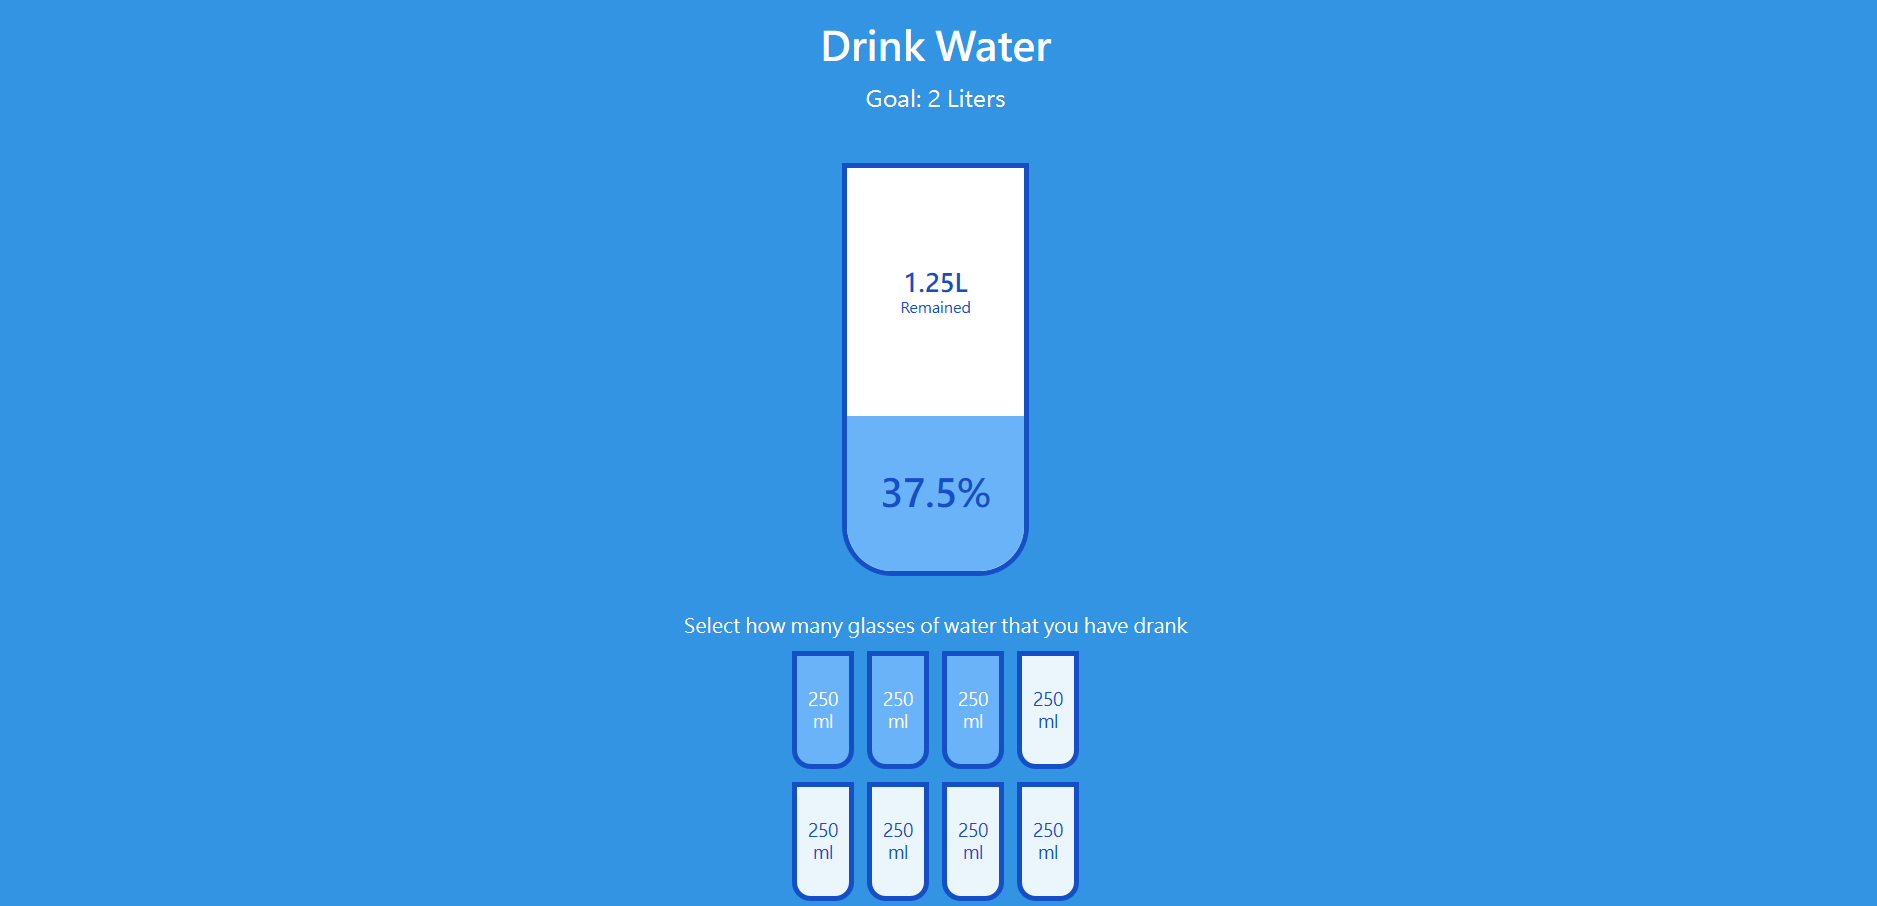 Drink Water
Goal: 2 Liters
1.25L
Remained
37.5%
Select how many glasses of water that you have drank
250 250 250 250
ml ml ml ml
250 250 250 250
ml ml ml ml